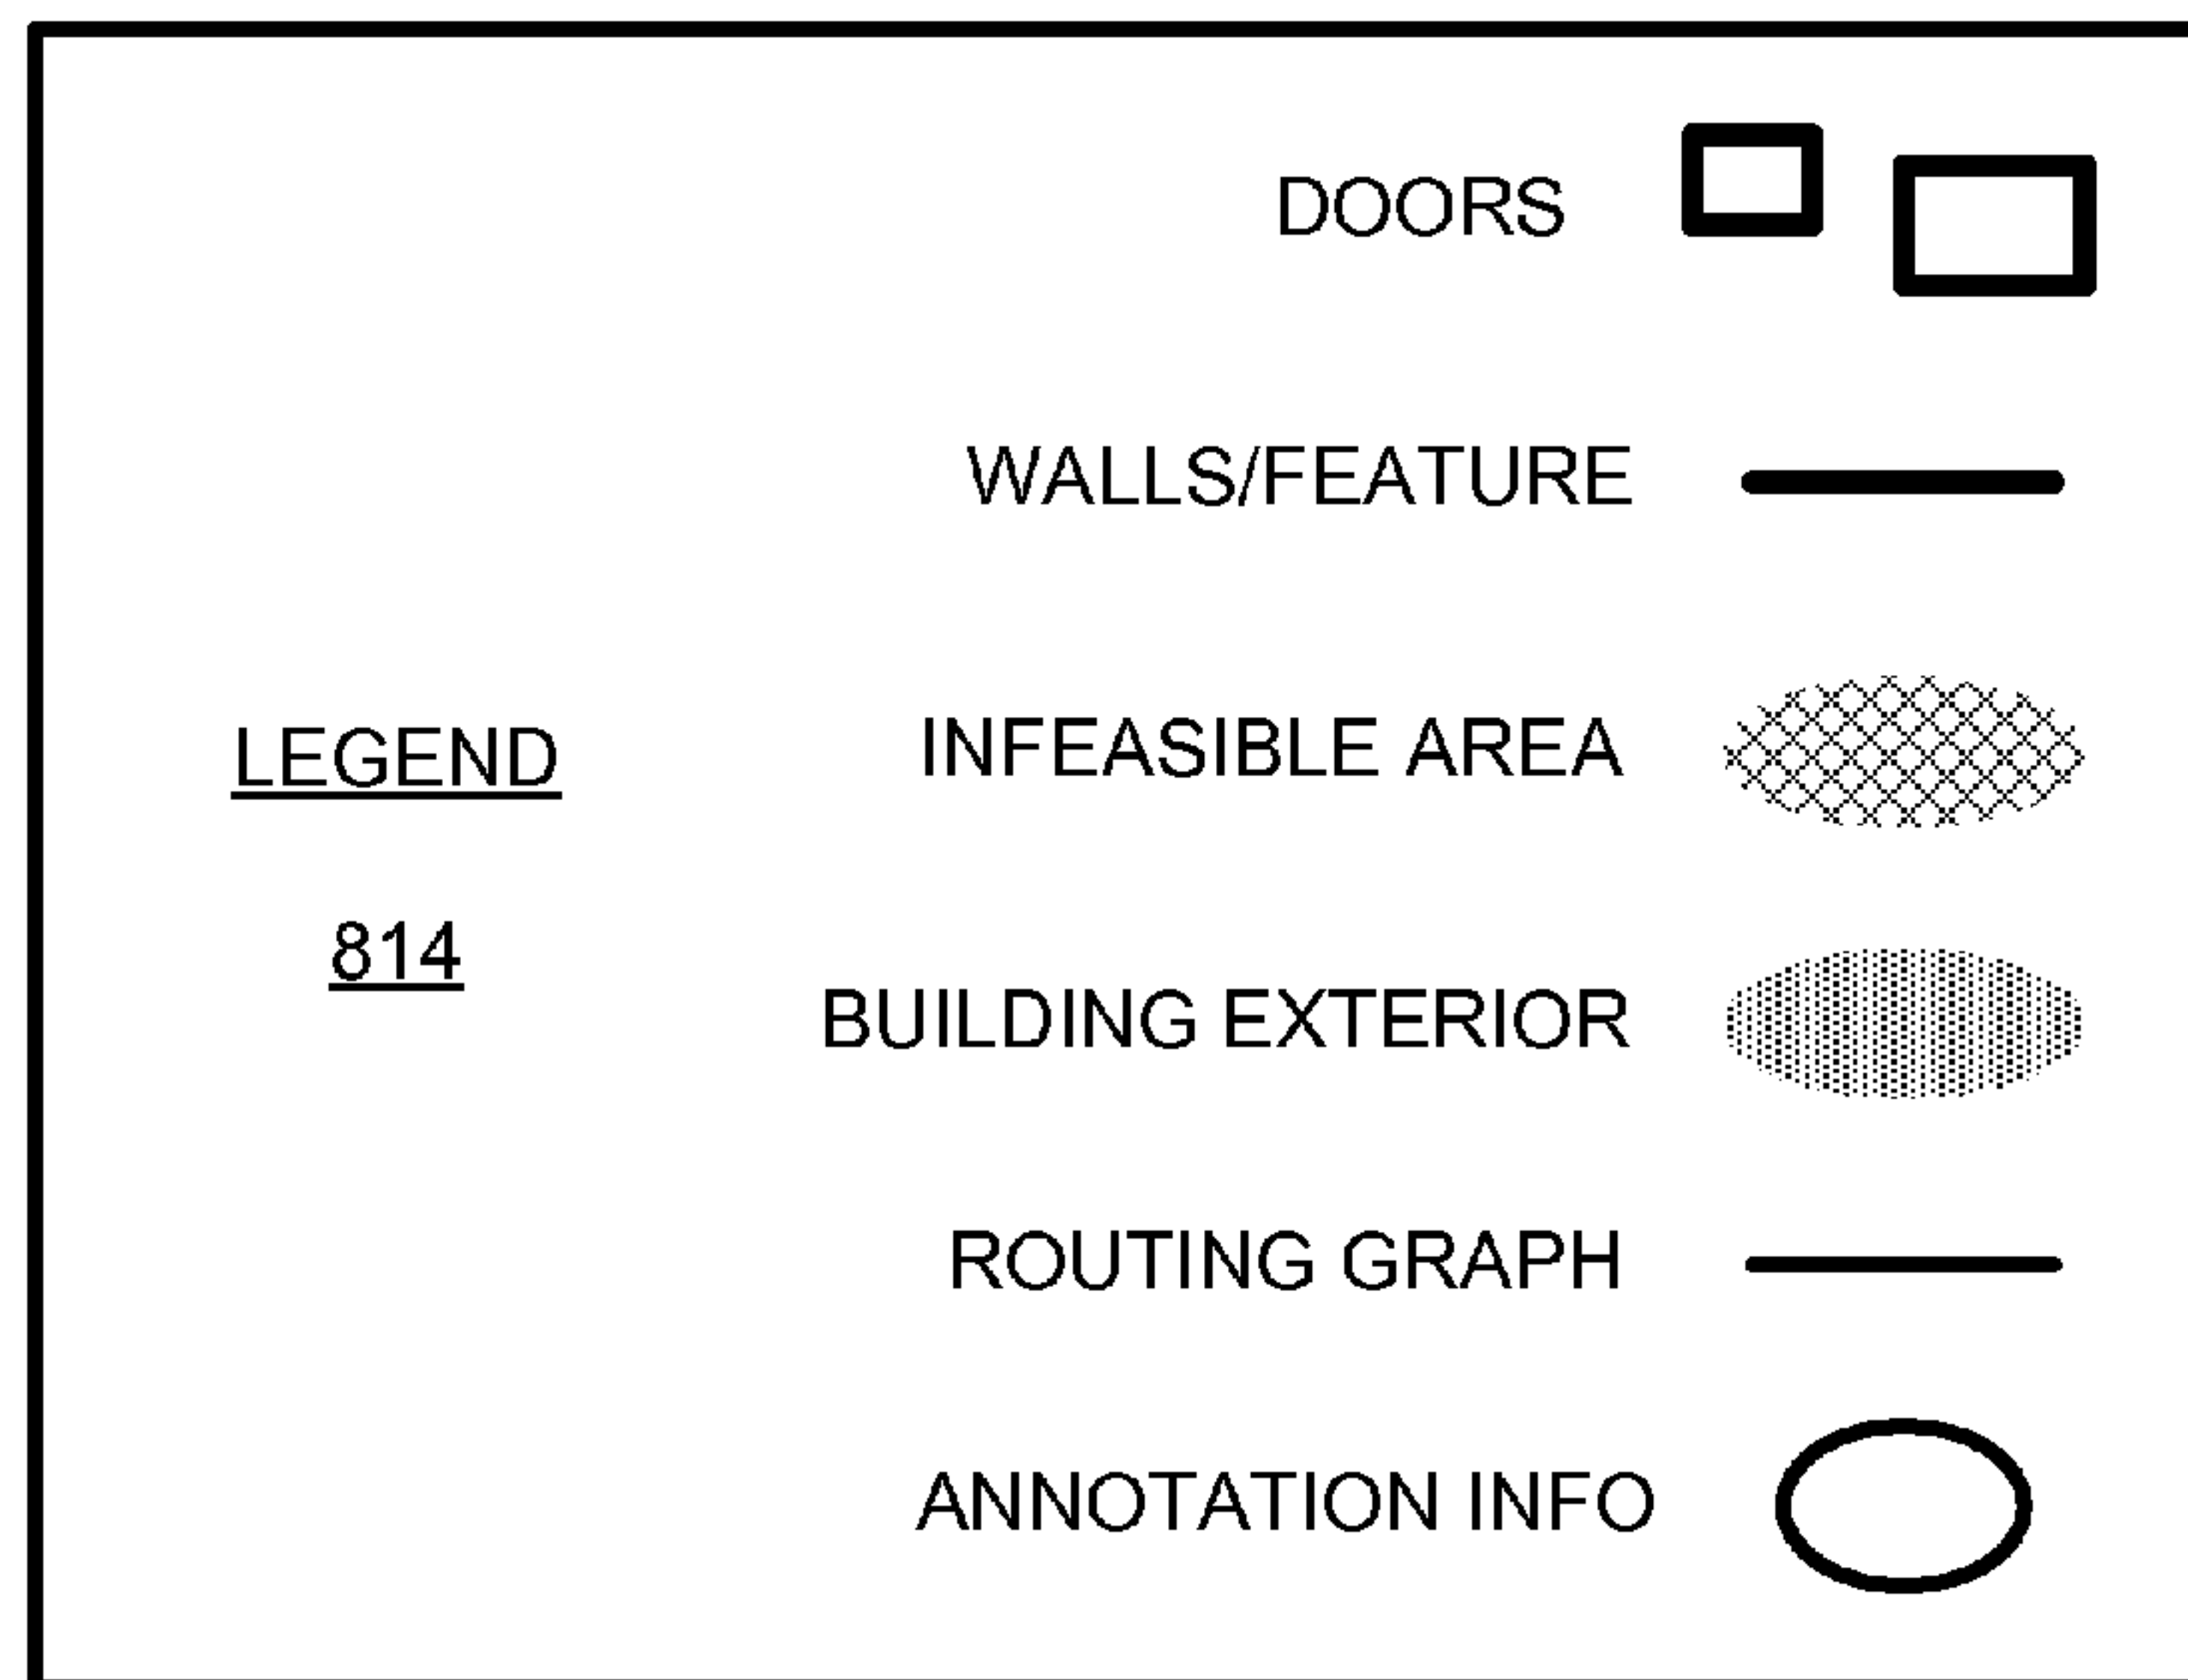 DOORS
WALLS/FEATURE
INFEASIBLE AREA
LEGEND
814
BUILDING EXTERIOR
ROUTING GRAPH
ANNOTATION INFO